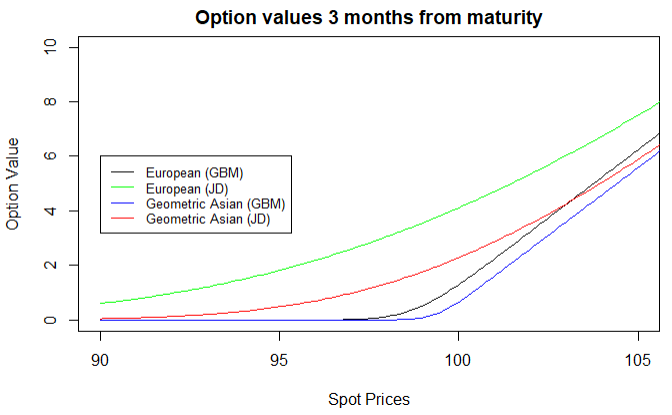 Option values 3 months from maturity
Option Value
10
8
6
4
2
0
European (GBM)
European (JD)
Geometric Asian (GBM)
Geometric Asian (JD)
90
95
100
105
Spot Prices